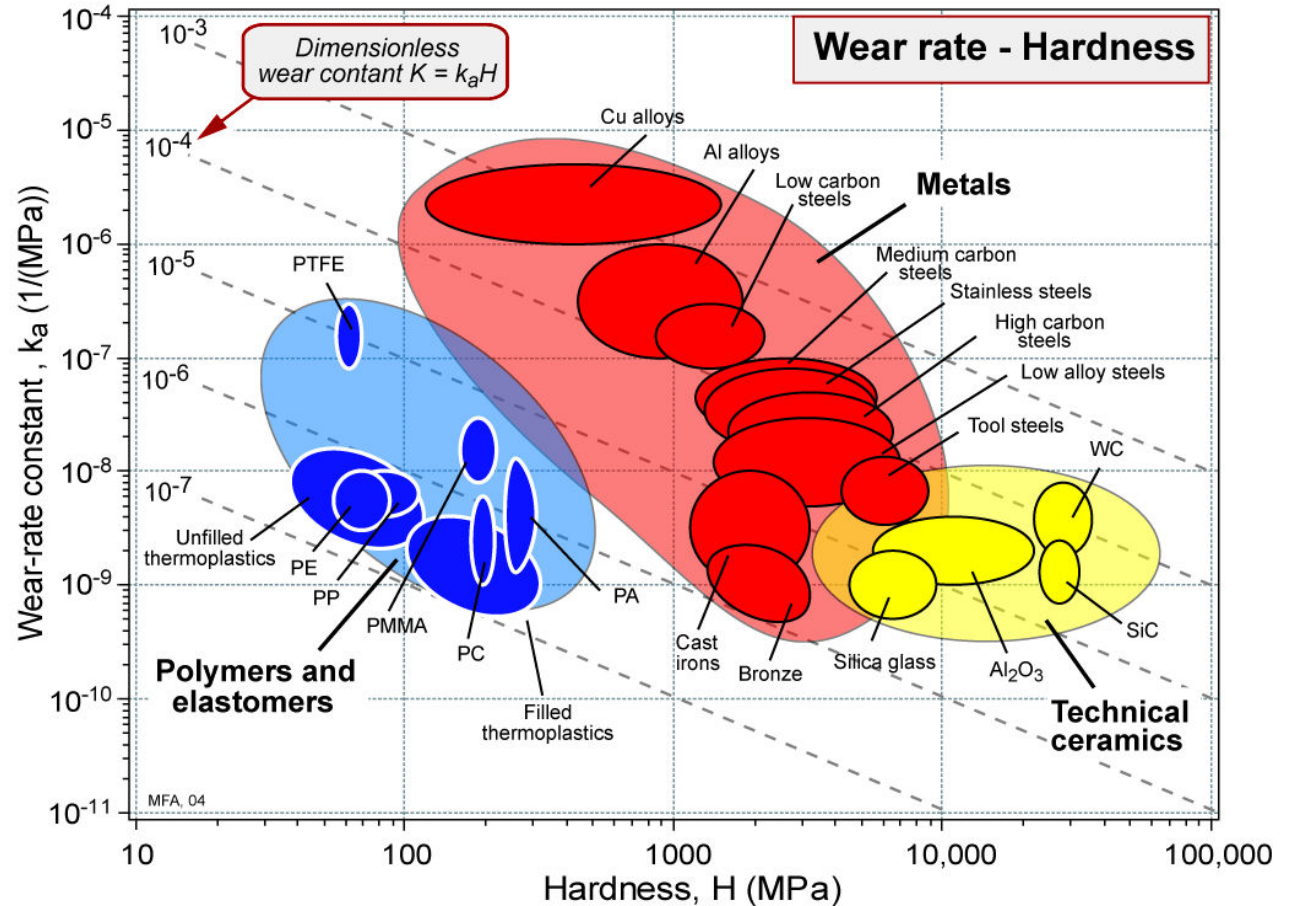 Wear rate - Hardness
Dimensionless
wear contant K = kₐH
10⁻³
10⁻⁴
10⁻⁵
10⁻⁶
10⁻⁷
Wear-rate constant , kₐ (1/(MPa)
10⁻⁴
10⁻⁵
10⁻⁶
10⁻⁷
10⁻⁸
10⁻⁹
10⁻¹⁰
10⁻¹¹
Cu alloys
Al alloys
Low carbon
steels
Metals
Medium carbon
steels
Stainless steels
High carbon
steels
Low alloy steels
Tool steels
WC
PTFE
Unfilled
thermoplastics
PE
PP
PMMA
PC
PA
Filled
thermoplastics
Polymers and
elastomers
Cast
irons
Bronze
Silica glass
Al₂O₃
SiC
Technical
ceramics
MFA, 04
10
100
1000
10,000
100,000
Hardness, H (MPa)